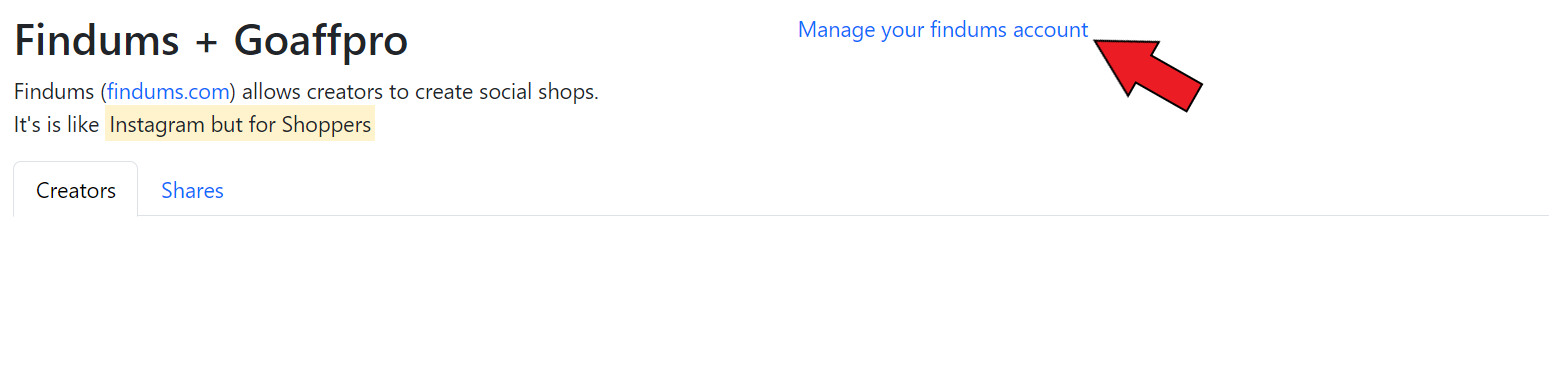 Findums + Goaffpro
Manage your findums account
Findums (findums.com) allows creators to create social shops.
It's is like Instagram but for Shoppers
Creators
Shares